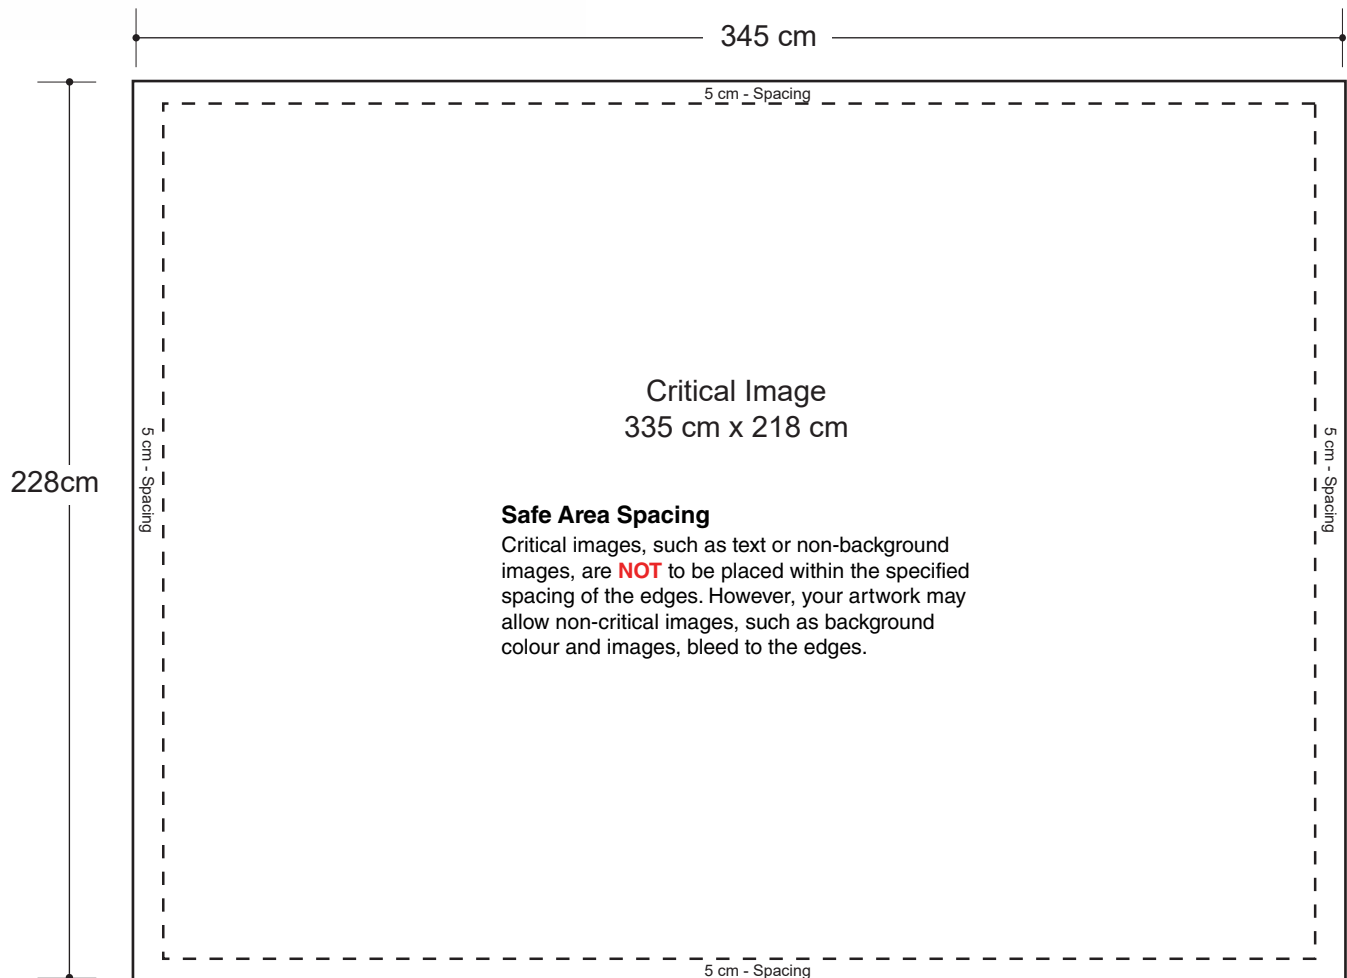 345 cm
5 cm - Spacing
Critical Image
335 cm x 218 cm
5 cm - Spacing
5 cm - Spacing
228cm
Safe Area Spacing
Critical images, such as text or non-background
images, are NOT to be placed within the specified
spacing of the edges. However, your artwork may
allow non-critical images, such as background
colour and images, bleed to the edges.
5 cm - Spacing